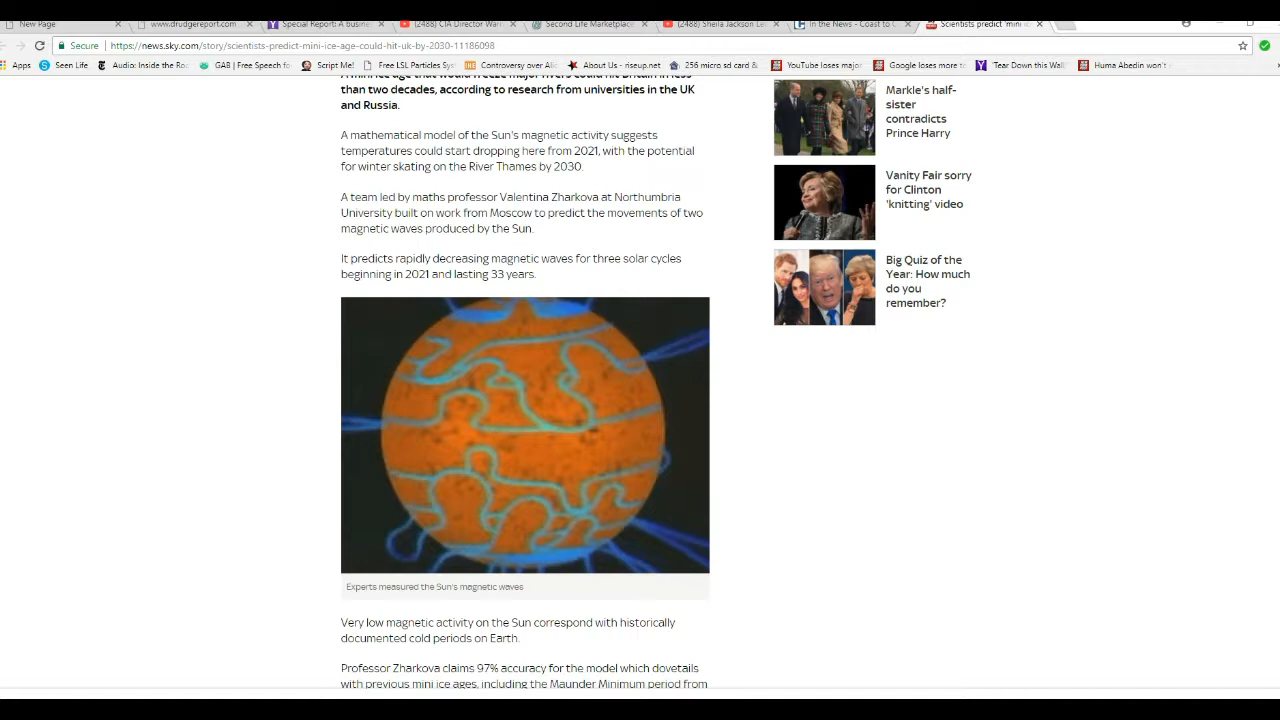 New Page
www.drudgereport.com
Special Report: A busine
(2488) CIA Director Warn
Second Life Marketplace
(2488) Sheila Jackson Le
In the News - Coast to C
Scientists predict 'mini ic
Secure
https://news.sky.com/story/scientists-predict-mini-ice-age-could-hit-uk-by-2030-11186098
Apps
Seen Life
Audio: Inside the Ro
GAB | Free Speech fo
Script Me!
Free LSL Particles Sys
Controversy over Alic
About Us - riseup.net
256 micro sd card &
YouTube loses major
Google loses more to
'Tear Down this Wall
Huma Abedin won't
A mini ice age that would freeze major rivers could hit Britain in less
than two decades, according to research from universities in the UK
and Russia.
A mathematical model of the Sun's magnetic activity suggests
temperatures could start dropping here from 2021, with the potential
for winter skating on the River Thames by 2030.
A team led by maths professor Valentina Zharkova at Northumbria
University built on work from Moscow to predict the movements of two
magnetic waves produced by the Sun.
It predicts rapidly decreasing magnetic waves for three solar cycles
beginning in 2021 and lasting 33 years.
Experts measured the Sun's magnetic waves
Very low magnetic activity on the Sun correspond with historically
documented cold periods on Earth.
Professor Zharkova claims 97% accuracy for the model which dovetails
with previous mini ice ages, including the Maunder Minimum period from
Markle's half-
sister
contradicts
Prince Harry
Vanity Fair sorry
for Clinton
'knitting' video
Big Quiz of the
Year: How much
do you
remember?